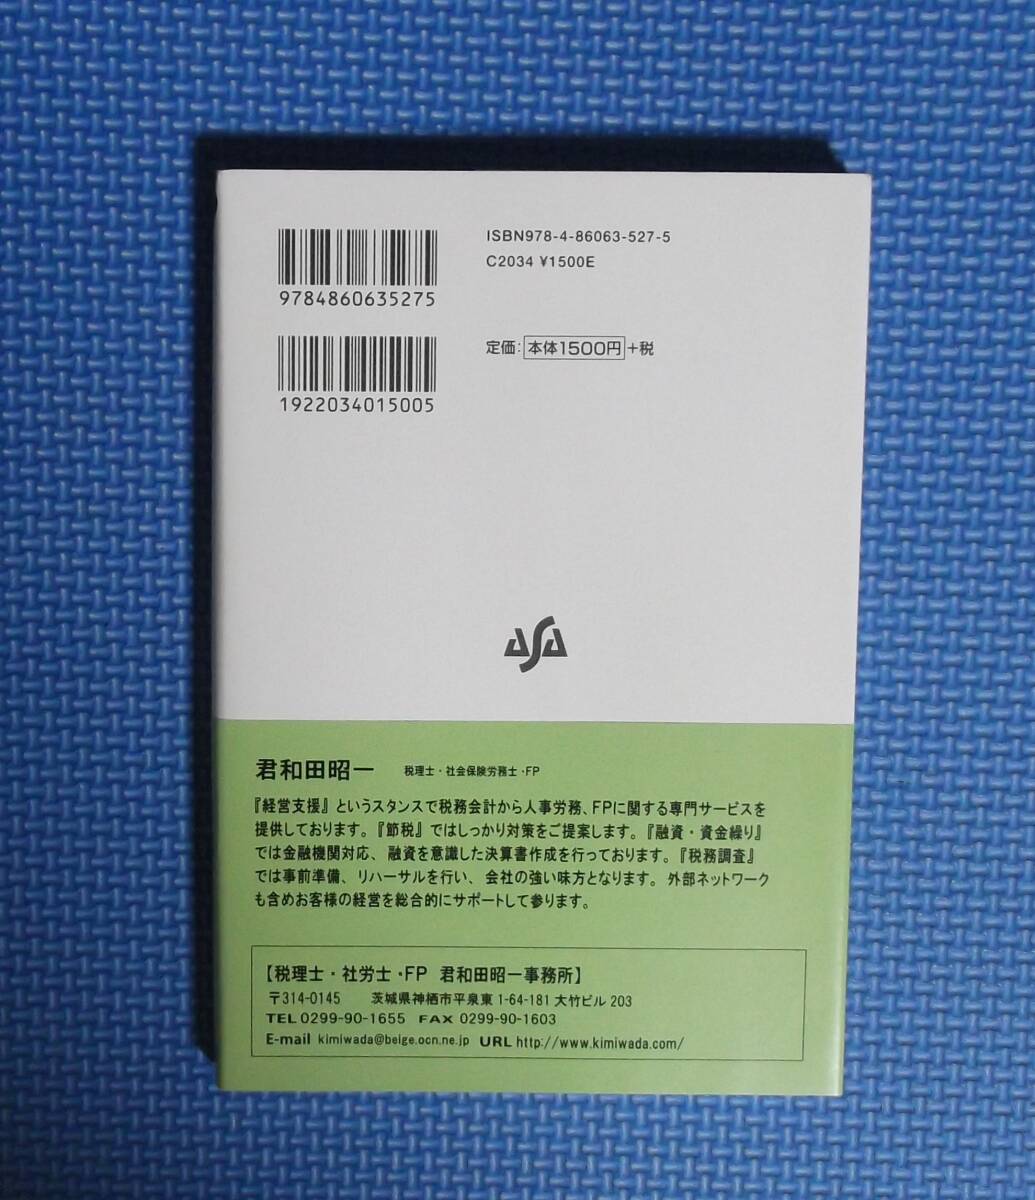 ISBN978-4-86063-527-5
C2034 ¥1500E
9784860635275
定価：本体1500円＋税
1922034015005
ASA
君和田昭一　税理士・社会保険労務士・FP
『経営支援』というスタンスで税務会計から人事労務、FPに関する専門サービスを
提供しております。『節税』ではしっかり対策をご提案します。『融資・資金繰り』
では金融機関対応、融資を意識した決算書作成を行っております。『税務調査』
では事前準備、リハーサルを行い、会社の強い味方となります。外部ネットワーク
も含めお客様の経営を総合的にサポートして参ります。
【税理士・社労士・FP 君和田昭一事務所】
〒314-0145　茨城県神栖市平泉東1-64-181 大竹ビル 203
TEL 0299-90-1655 FAX 0299-90-1603
E-mail kimiwada@beige.ocn.ne.jp URL http://www.kimiwada.com/